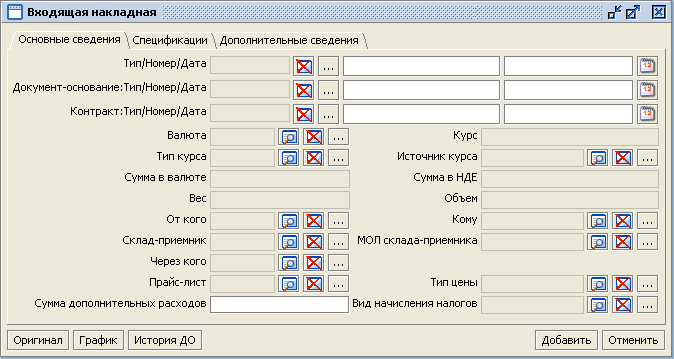 Входящая накладная
Основные сведения Спецификации Дополнительные сведения
Тип/Номер/Дата ... 12
Документ-основание:Тип/Номер/Дата ... 12
Контракт:Тип/Номер/Дата ... 12
Валюта ... Курс
Тип курса ... Источник курса ...
Сумма в валюте Сумма в НДЕ
Вес Объем
От кого ... Кому ...
Склад-приемник ... МОЛ склада-приемника ...
Через кого ...
Прайс-лист ... Тип цены ...
Сумма дополнительных расходов Вид начисления налогов ...
Оригинал График История ДО Добавить Отменить